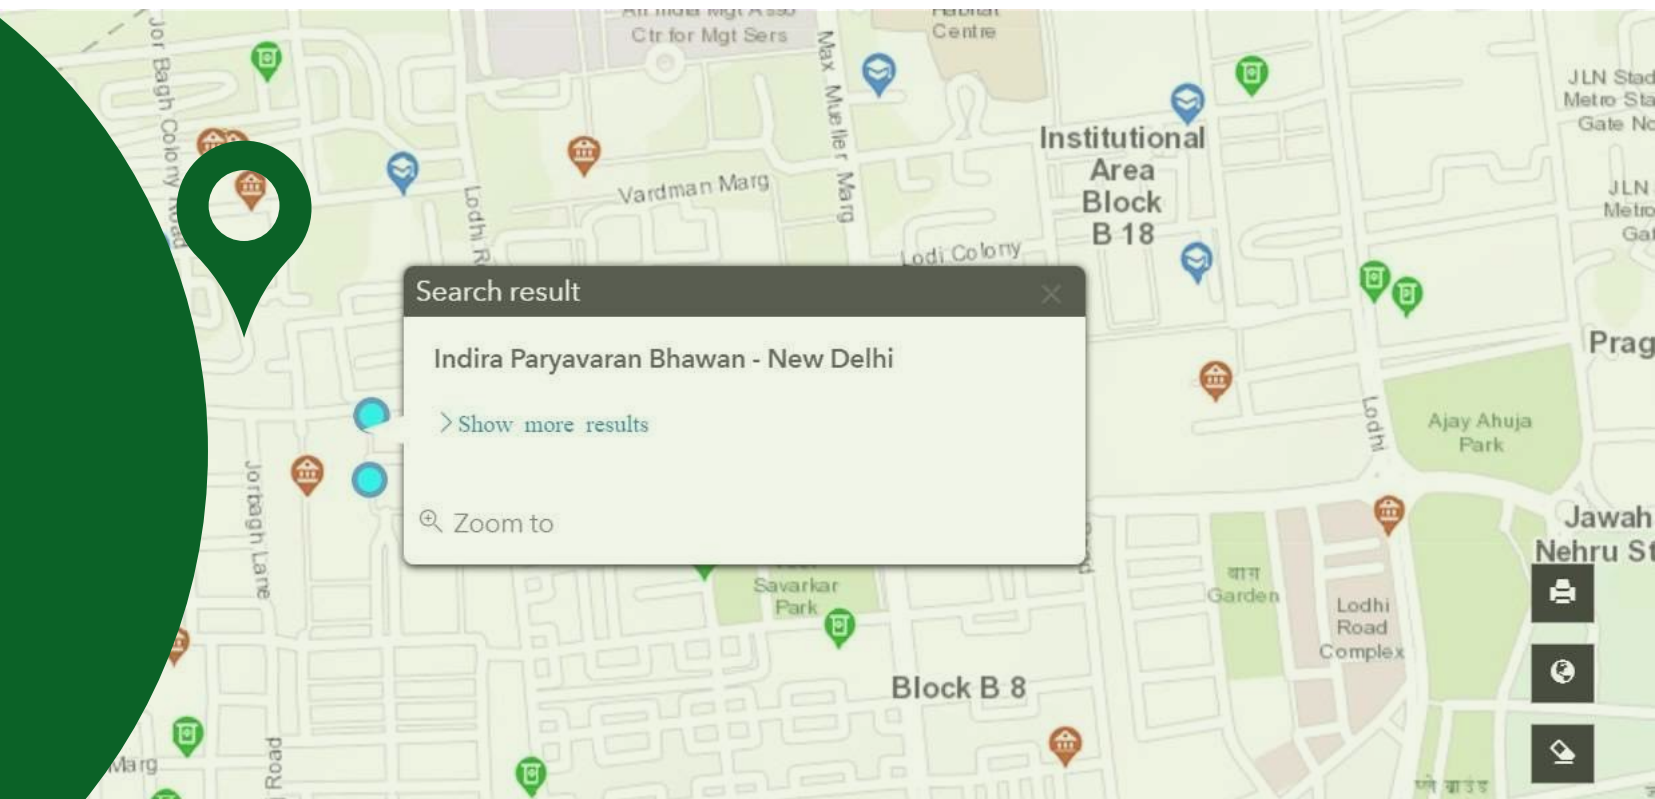 Ctr for Mgt Sers
Centre
Jor Bagh Colony Road
Max Mueller Marg
JLN Stad
Metro Sta
Gate No
Institutional
Area
Block
B 18
Vardman Marg
JLN
Metro
Gat
Lodhi R
Lodi Colony
Search result
Indira Paryavaran Bhawan - New Delhi
Show more results
Zoom to
Prag
Lodhi
Ajay Ahuja
Park
Jorbagh Lane
Jawah
Nehru St
Savarkar
Park
बाग़
Garden
Lodhi
Road
Complex
Block B 8
Marg
Road